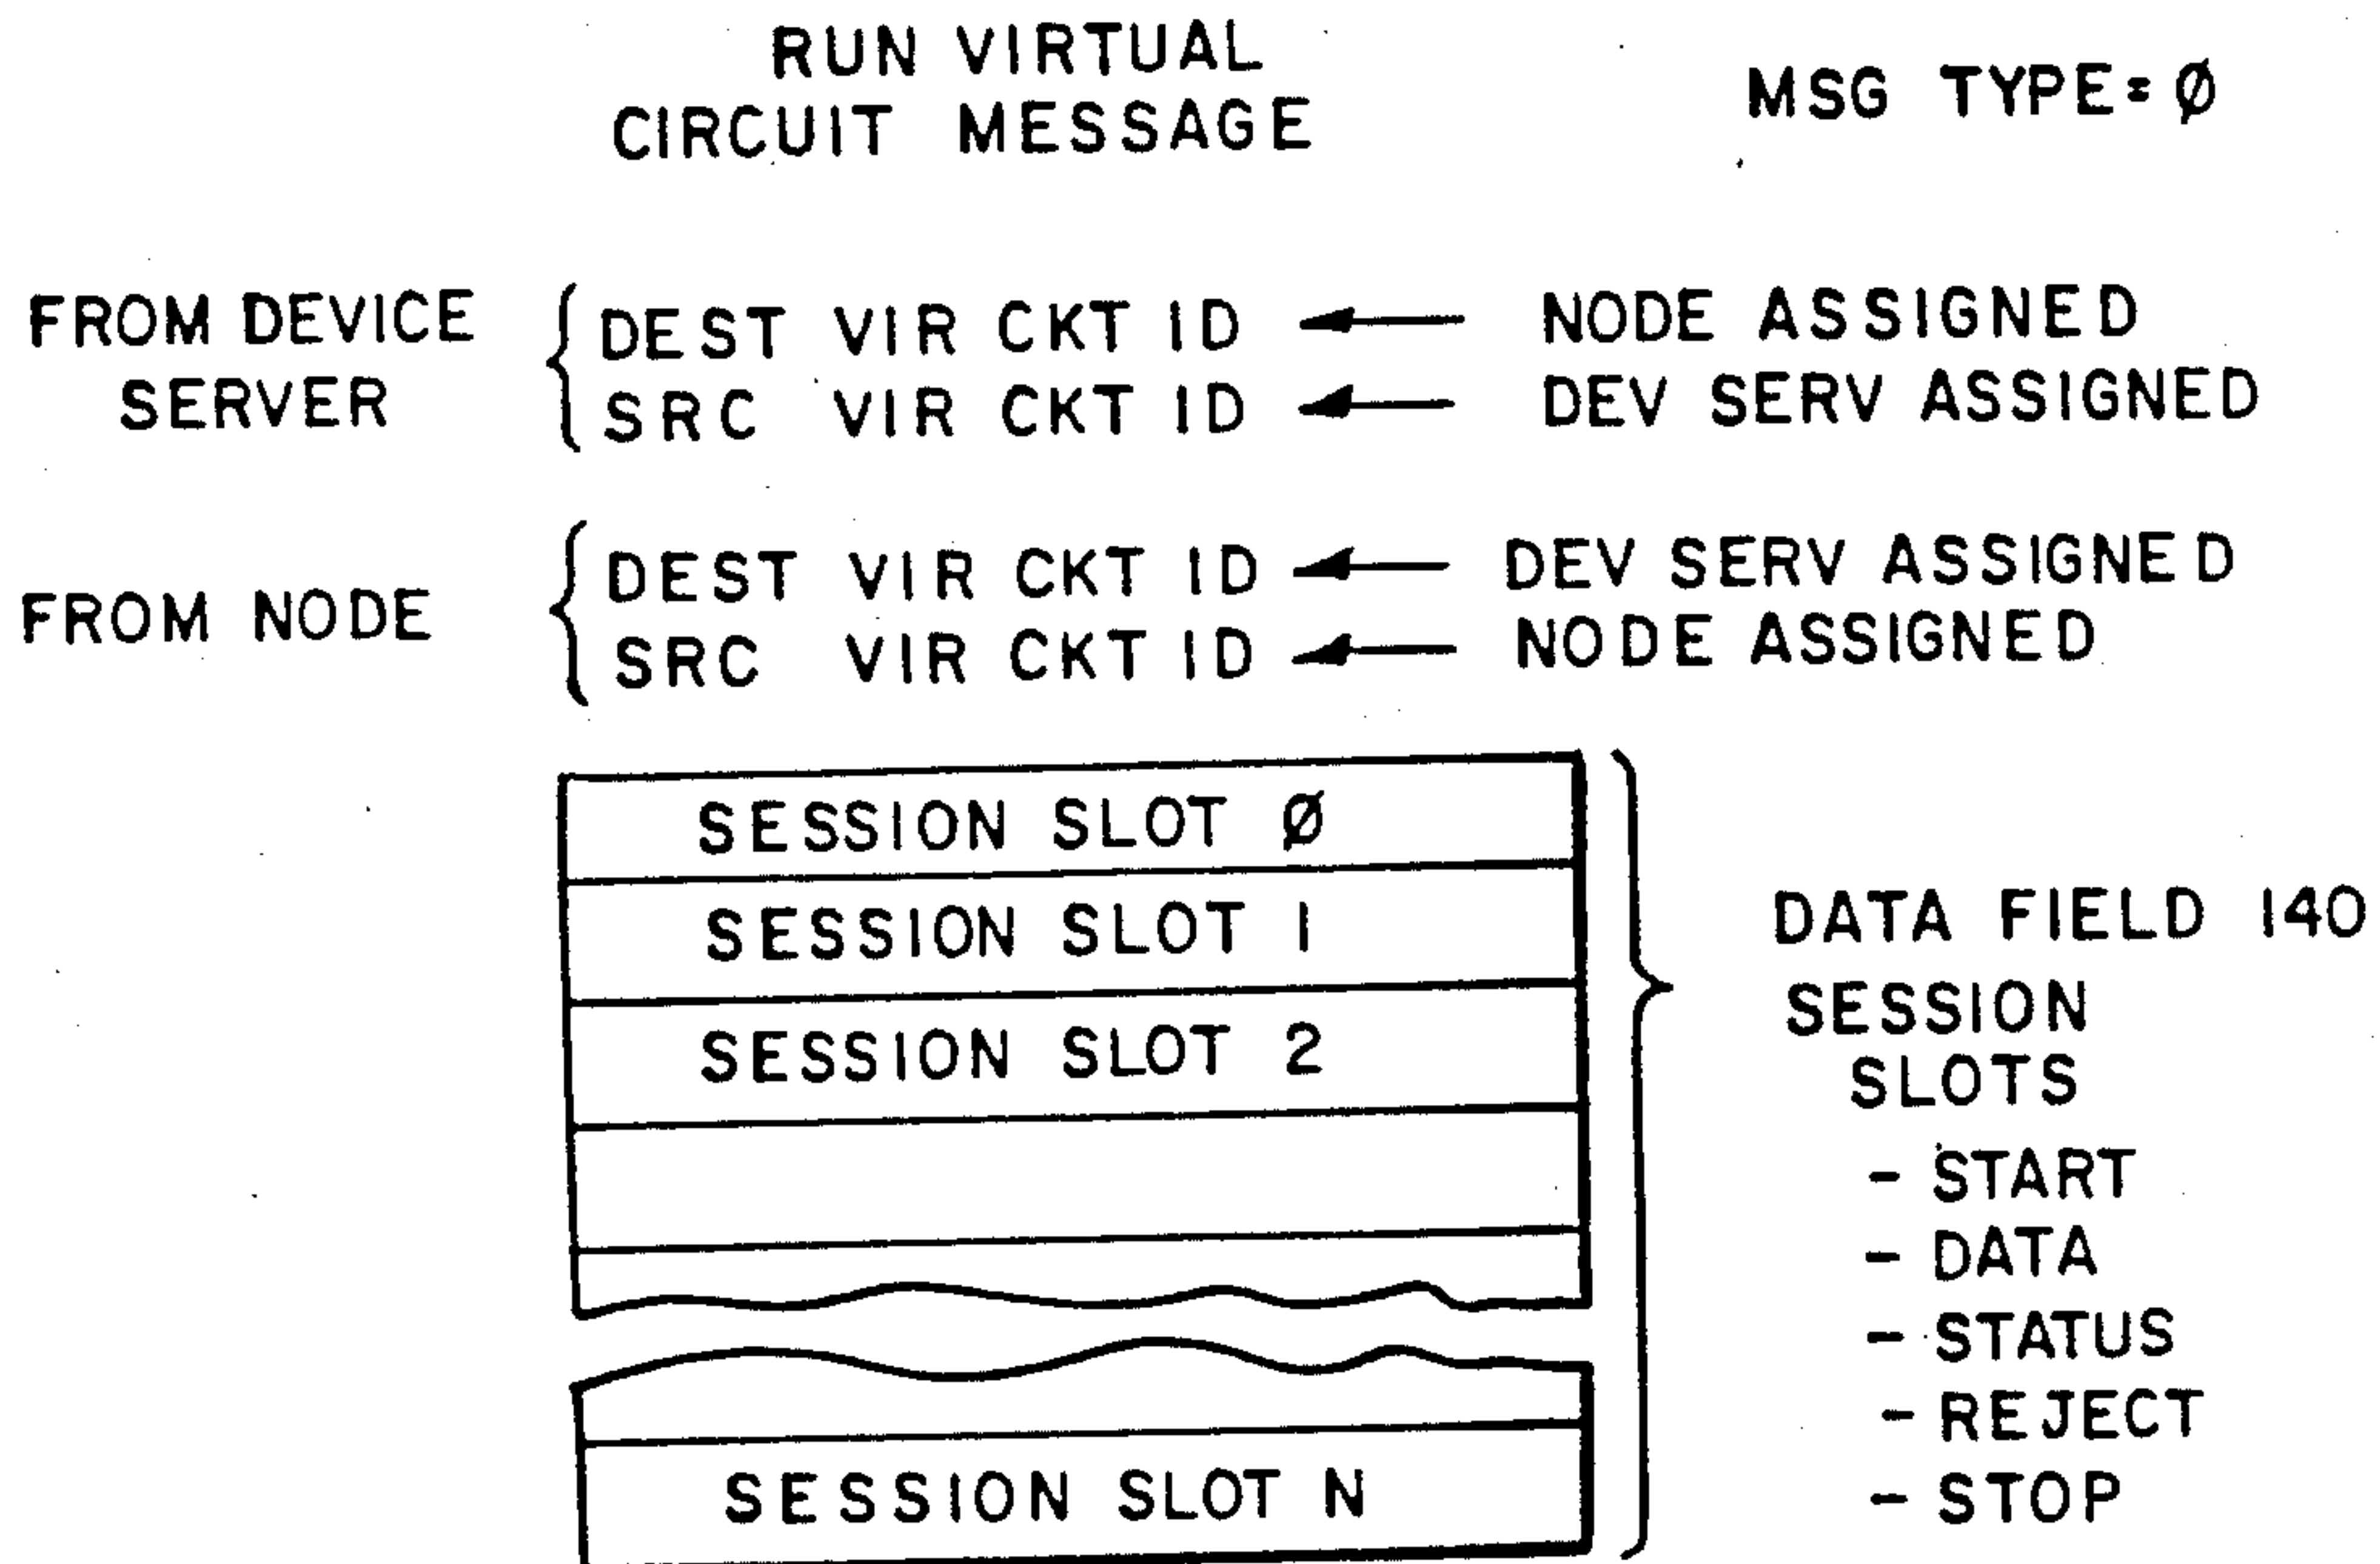 RUN VIRTUAL
CIRCUIT MESSAGE
MSG TYPE=Ø
FROM DEVICE
SERVER
DEST VIR CKT ID
NODE ASSIGNED
SRC VIR CKT ID
DEV SERV ASSIGNED
FROM NODE
DEST VIR CKT ID
DEV SERV ASSIGNED
SRC VIR CKT ID
NODE ASSIGNED
SESSION SLOT Ø
SESSION SLOT 1
SESSION SLOT 2
SESSION SLOT N
DATA FIELD 140
SESSION
SLOTS
- START
- DATA
- STATUS
- REJECT
- STOP